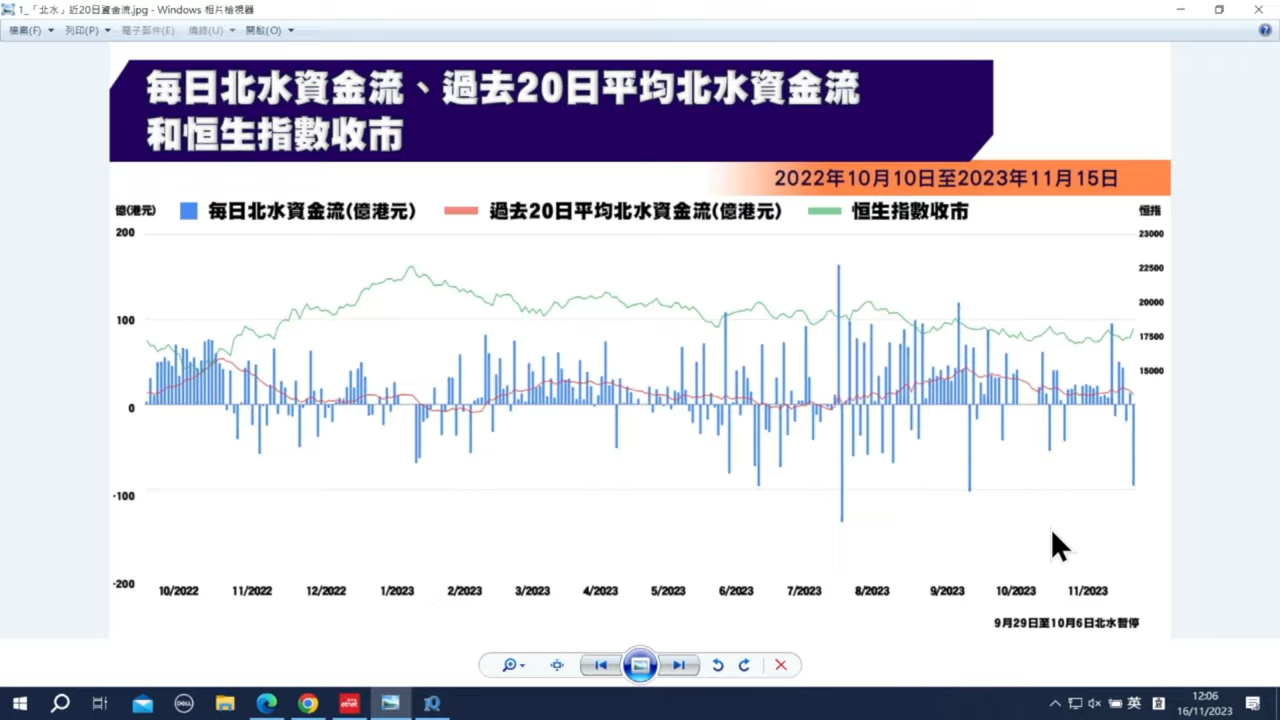 1_「北水」近20日資金流.jpg - Windows 相片檢視器
檔案(F) 列印(P) 電子郵件(E) 燒錄(U) 開啟(O)
每日北水資金流、過去20日平均北水資金流
和恒生指數收市
2022年10月10日至2023年11月15日
億(港元) 每日北水資金流(億港元) 過去20日平均北水資金流(億港元) 恒生指數收市 恒指
200 23000
22500
20000
100 17500
15000
0
-100
-200
10/2022 11/2022 12/2022 1/2023 2/2023 3/2023 4/2023 5/2023 6/2023 7/2023 8/2023 9/2023 10/2023 11/2023
9月29日至10月6日北水暫停
DELL etnet IQ 英 倉 12:06
16/11/2023